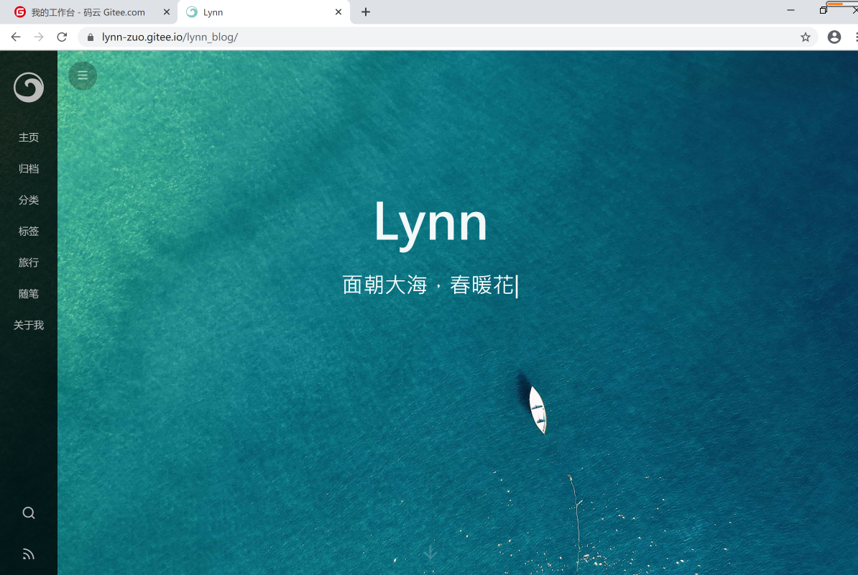 我的工作台 - 码云 Gitee.com
Lynn
lynn-zuo.gitee.io/lynn_blog/
主页
归档
分类
标签
旅行
随笔
关于我
Lynn
面朝大海，春暖花